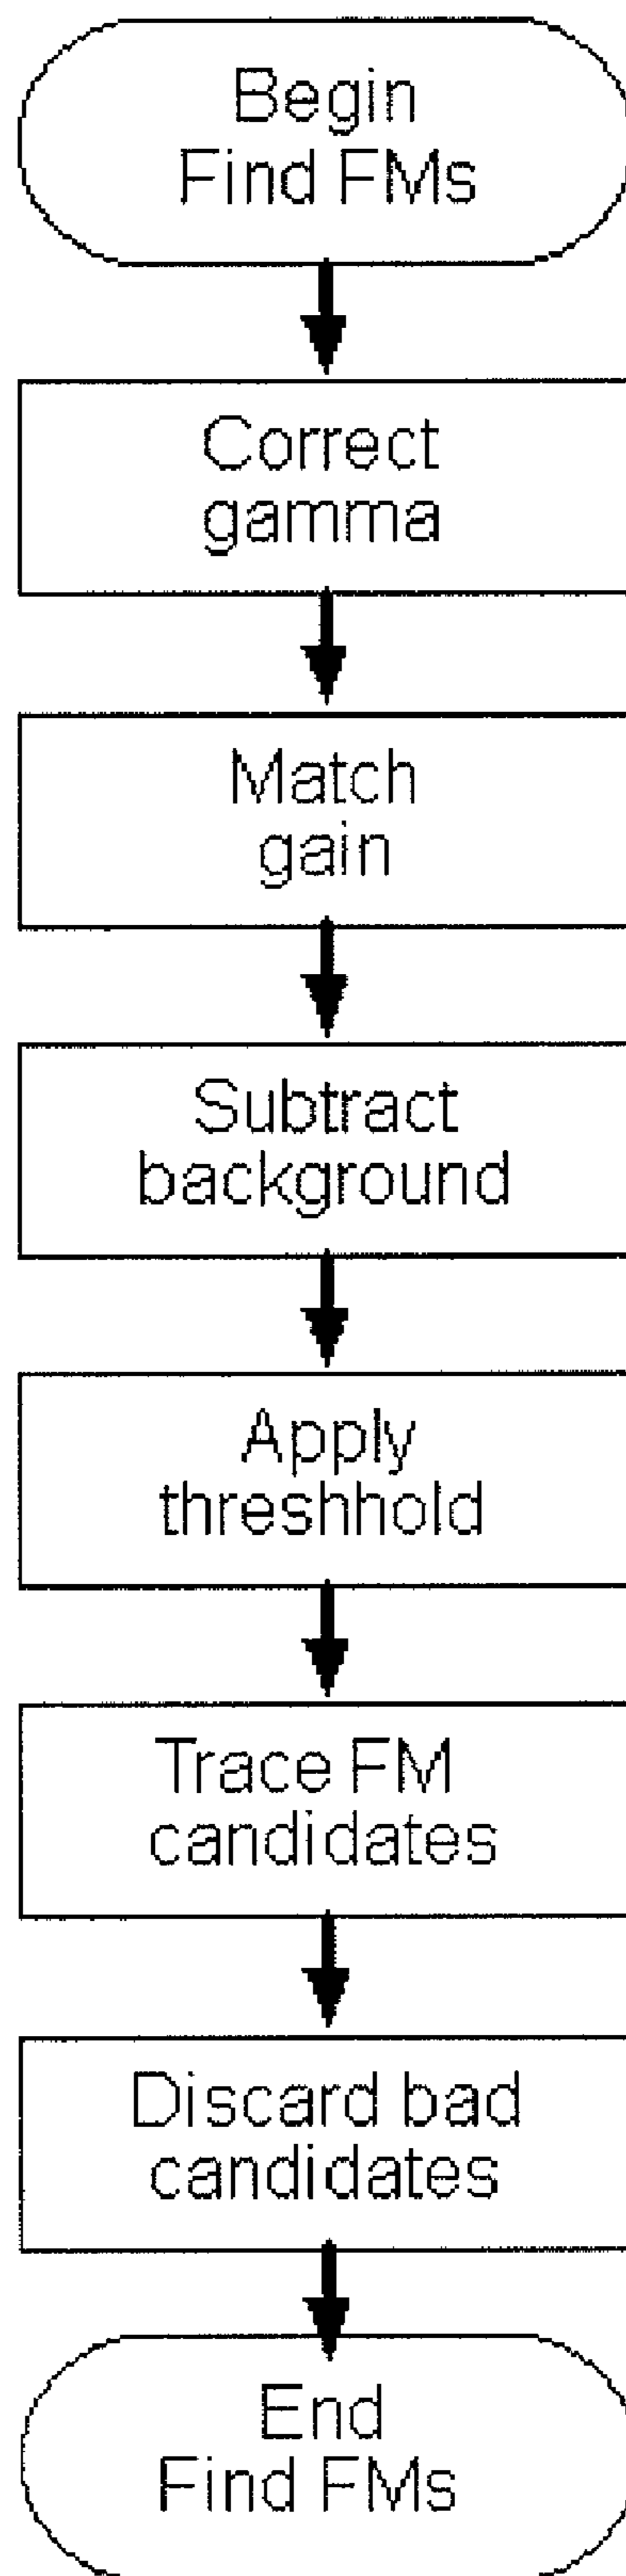 Begin
Find FMs
Correct
gamma
Match
gain
Subtract
background
Apply
threshhold
Trace FM
candidates
Discard bad
candidates
End
Find FMs